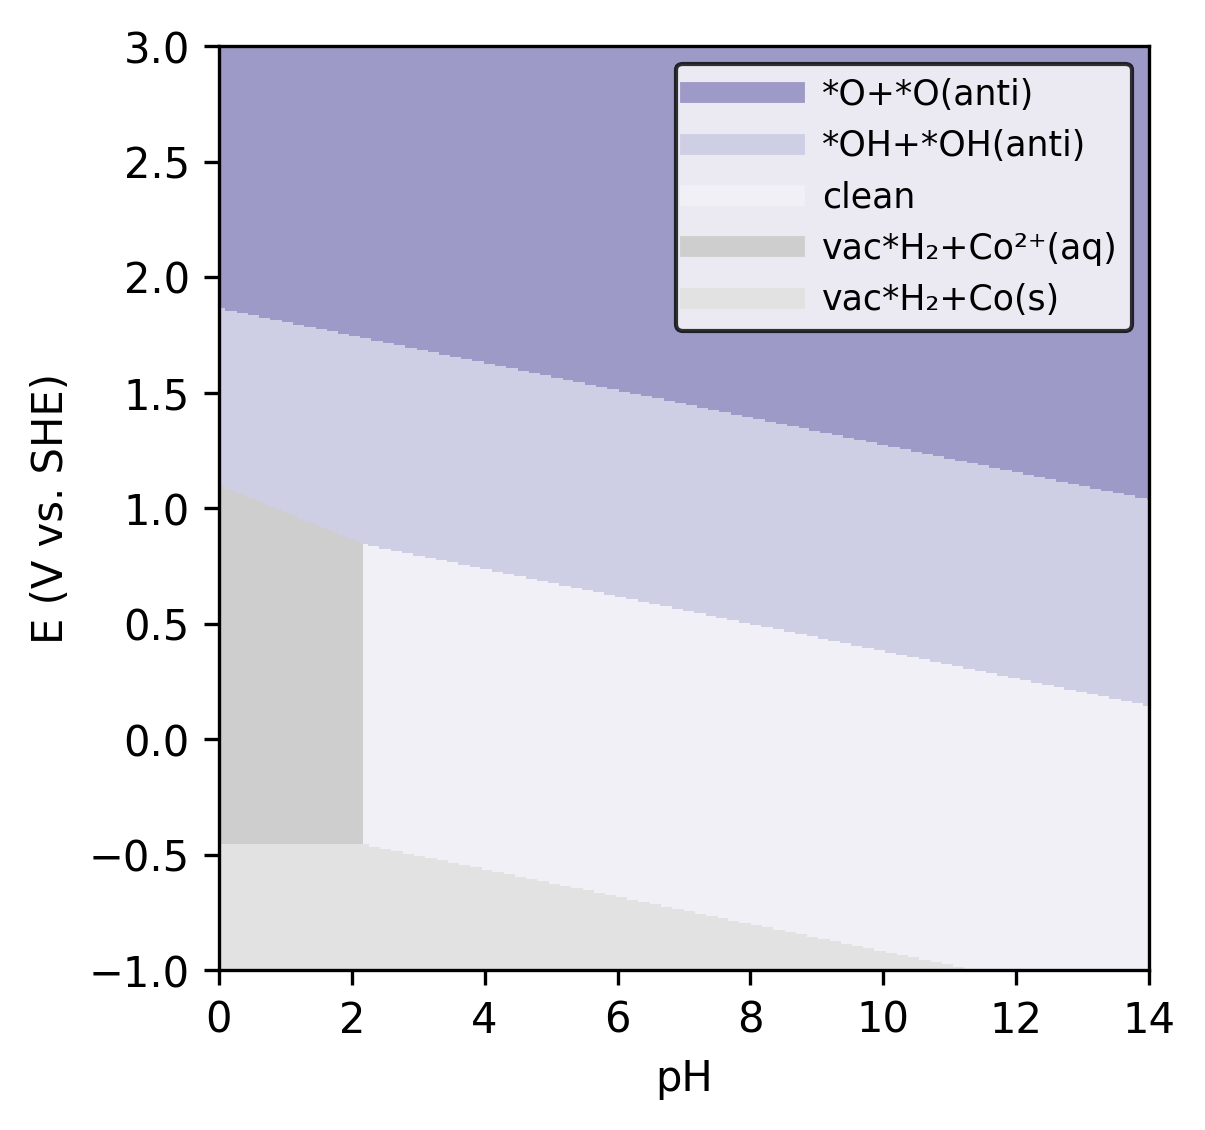 3.0
2.5
2.0
1.5
1.0
0.5
0.0
−0.5
−1.0
E (V vs. SHE)
*O+*O(anti)
*OH+*OH(anti)
clean
vac*H₂+Co²⁺(aq)
vac*H₂+Co(s)
0 2 4 6 8 10 12 14
pH